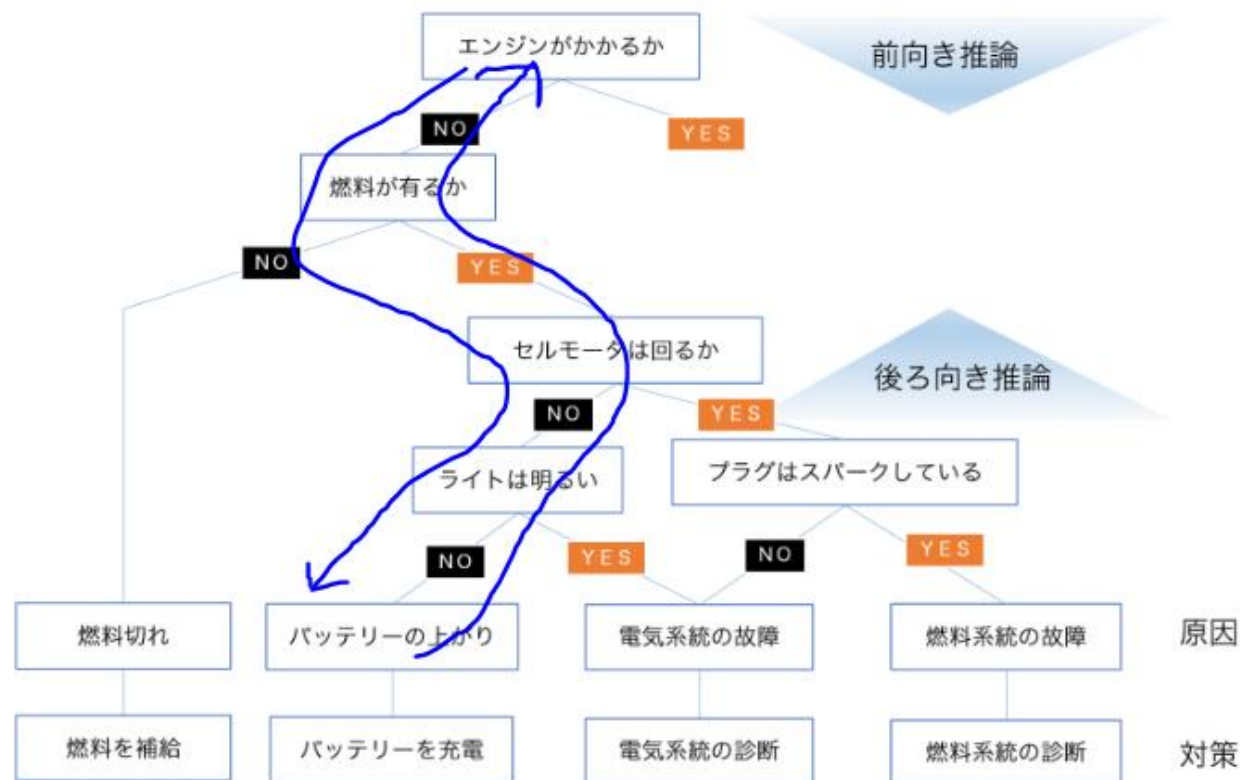 エンジンがかかるか
前向き推論
NO
YES
燃料が有るか
NO
YES
セルモータは回るか
後ろ向き推論
NO
YES
ライトは明るい
プラグはスパークしている
NO
YES
NO
YES
燃料切れ
バッテリーの上がり
電気系統の故障
燃料系統の故障
原因
燃料を補給
バッテリーを充電
電気系統の診断
燃料系統の診断
対策